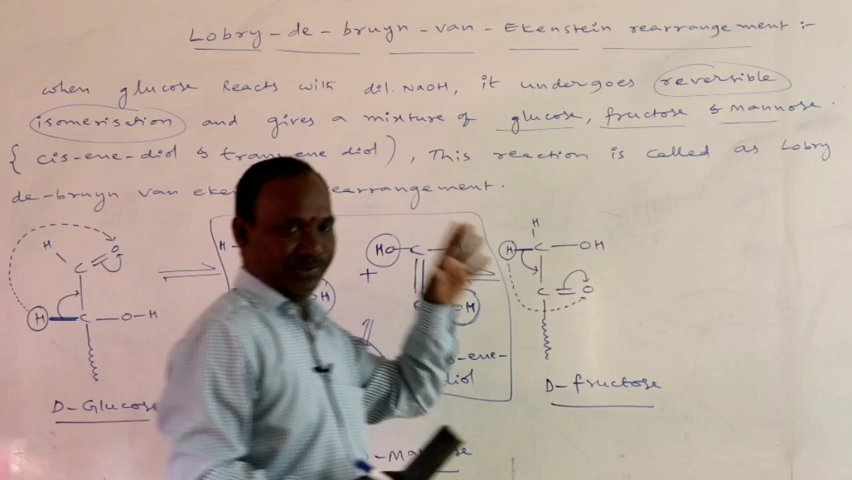 Lobry-de-bruyn-van-Ekenstein rearrangement:-
when glucose reacts with dil. NaOH, it undergoes reversible
isomerisation and gives a mixture of glucose, fructose & Mannose.
{ cis-ene-diol & trans-ene diol), This reaction is called as Lobry
de-bruyn van eke rearrangement.
H
H O H HO C H C OH
C +
C O
H C O-H OH C OH
s-ene-
diol
D-Glucose D-fructose
D-Mannose